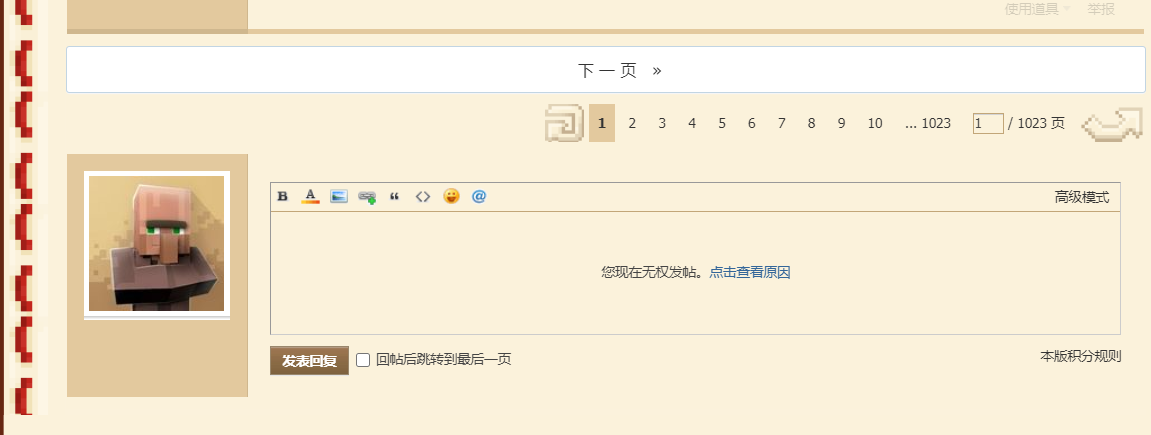 使用道具 举报
下一页 »
1 2 3 4 5 6 7 8 9 10 ... 1023 1 / 1023 页
B A “ <> @ 高级模式
您现在无权发帖。点击查看原因
发表回复 回帖后跳转到最后一页 本版积分规则